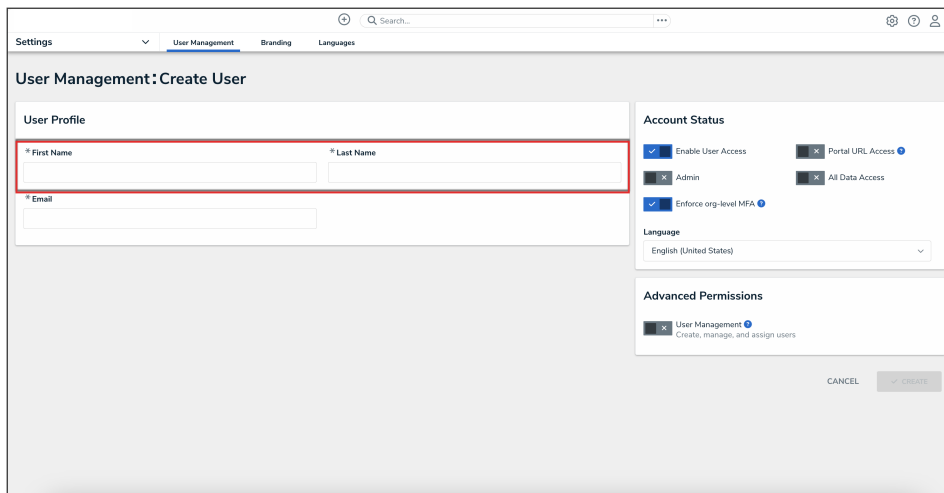 Search...
Settings
User Management
Branding
Languages
User Management: Create User
User Profile
* First Name
* Last Name
* Email
Account Status
Enable User Access
Portal URL Access
Admin
All Data Access
Enforce org-level MFA
Language
English (United States)
Advanced Permissions
User Management
Create, manage, and assign users
CANCEL
CREATE